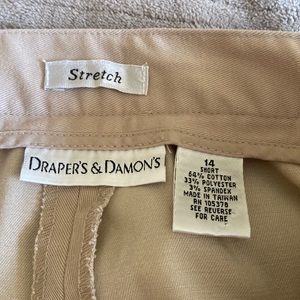 Stretch
DRAPER'S & DAMON'S
14
SHORT
64% COTTON
33% POLYESTER
3% SPANDEX
MADE IN TAIWAN
RN 105378
SEE REVERSE
FOR CARE